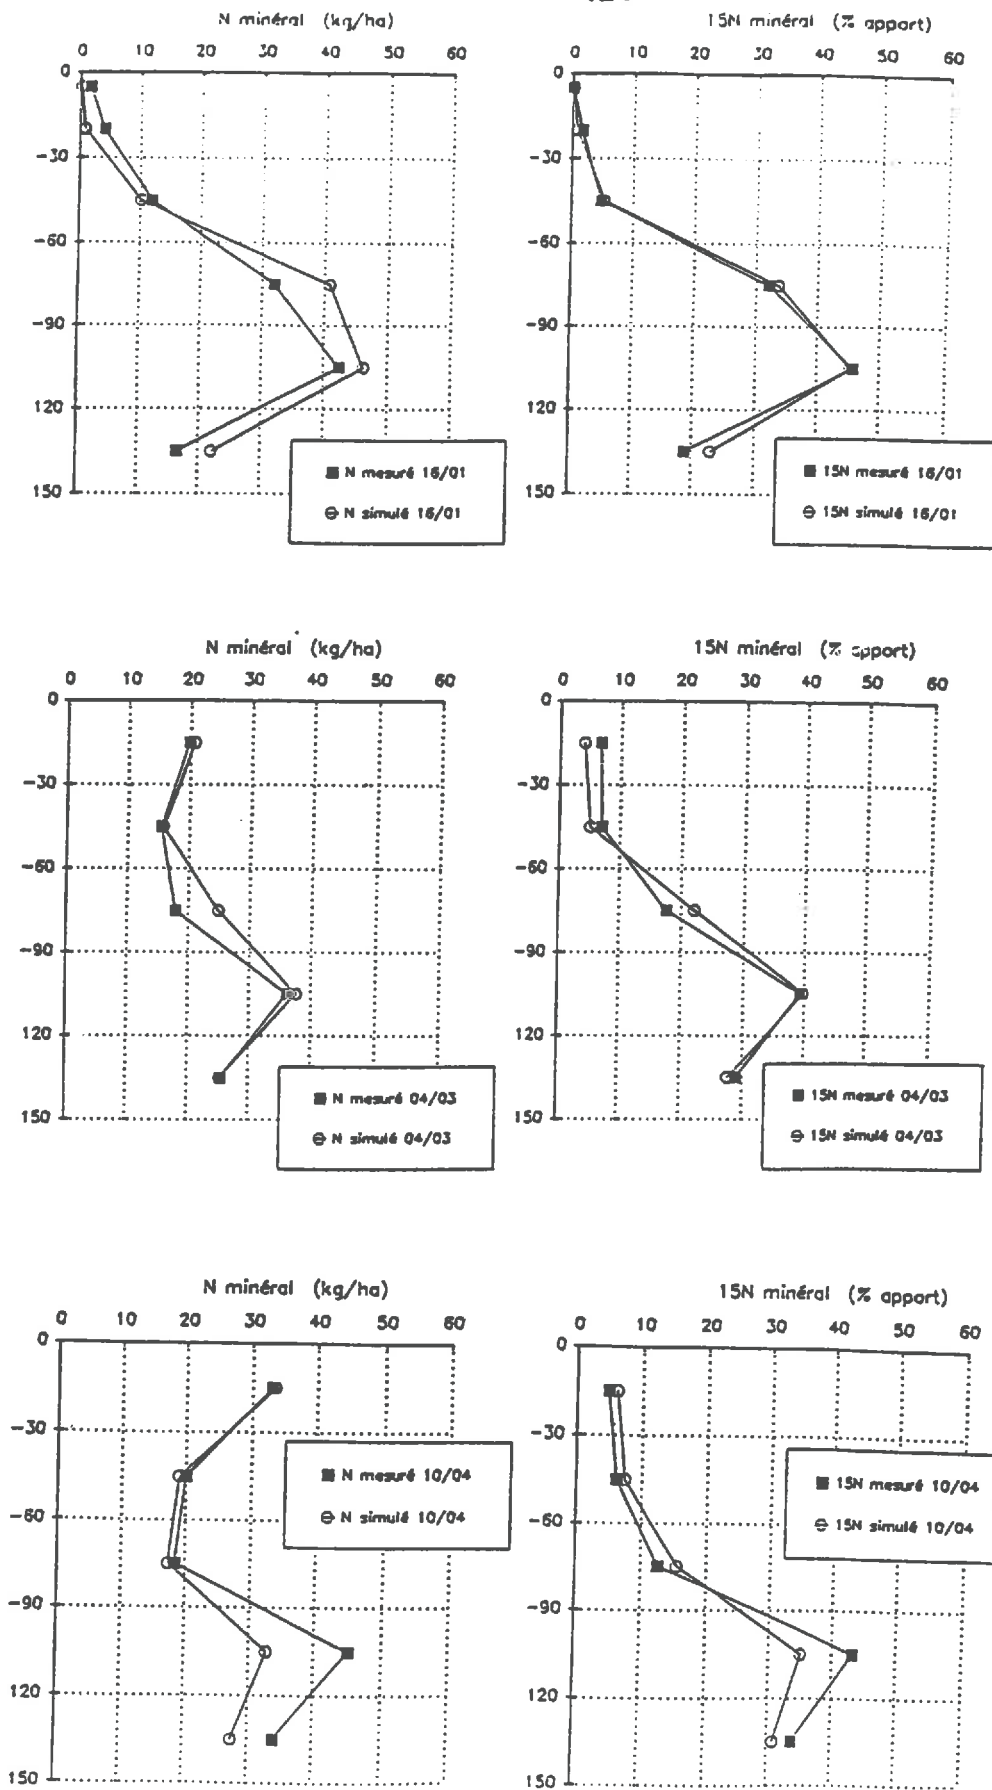 N minéral (kg/ha)
0 10 20 30 40 50 60
0
-30
-60
-90
120
150
■ N mesuré 16/01
⊖ N simulé 16/01
15N minéral (% apport)
0 10 20 30 40 50 60
0
-30
-60
-90
120
150
■ 15N mesuré 16/01
⊖ 15N simulé 16/01
N minéral (kg/ha)
0 10 20 30 40 50 60
0
-30
-60
-90
120
150
■ N mesuré 04/03
⊖ N simulé 04/03
15N minéral (% apport)
0 10 20 30 40 50 60
0
-30
-60
-90
120
150
■ 15N mesuré 04/03
⊖ 15N simulé 04/03
N minéral (kg/ha)
0 10 20 30 40 50 60
0
-30
-60
-90
120
150
■ N mesuré 10/04
⊖ N simulé 10/04
15N minéral (% apport)
0 10 20 30 40 50 60
0
-30
-60
-90
120
150
■ 15N mesuré 10/04
⊖ 15N simulé 10/04